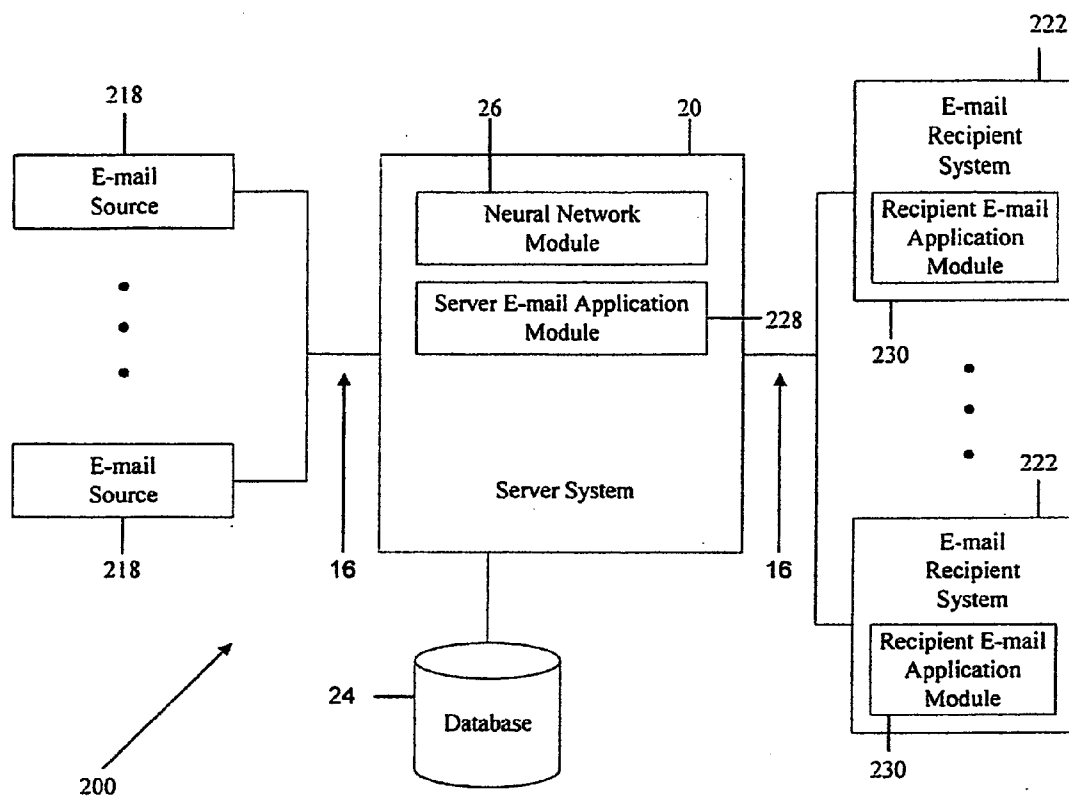 222
218
26
20
E-mail
Source
Neural Network
Module
E-mail
Recipient
System
Recipient E-mail
Application
Module
Server E-mail Application
Module
228
230
E-mail
Source
218
16
Server System
16
222
E-mail
Recipient
System
Recipient E-mail
Application
Module
24
Database
230
200